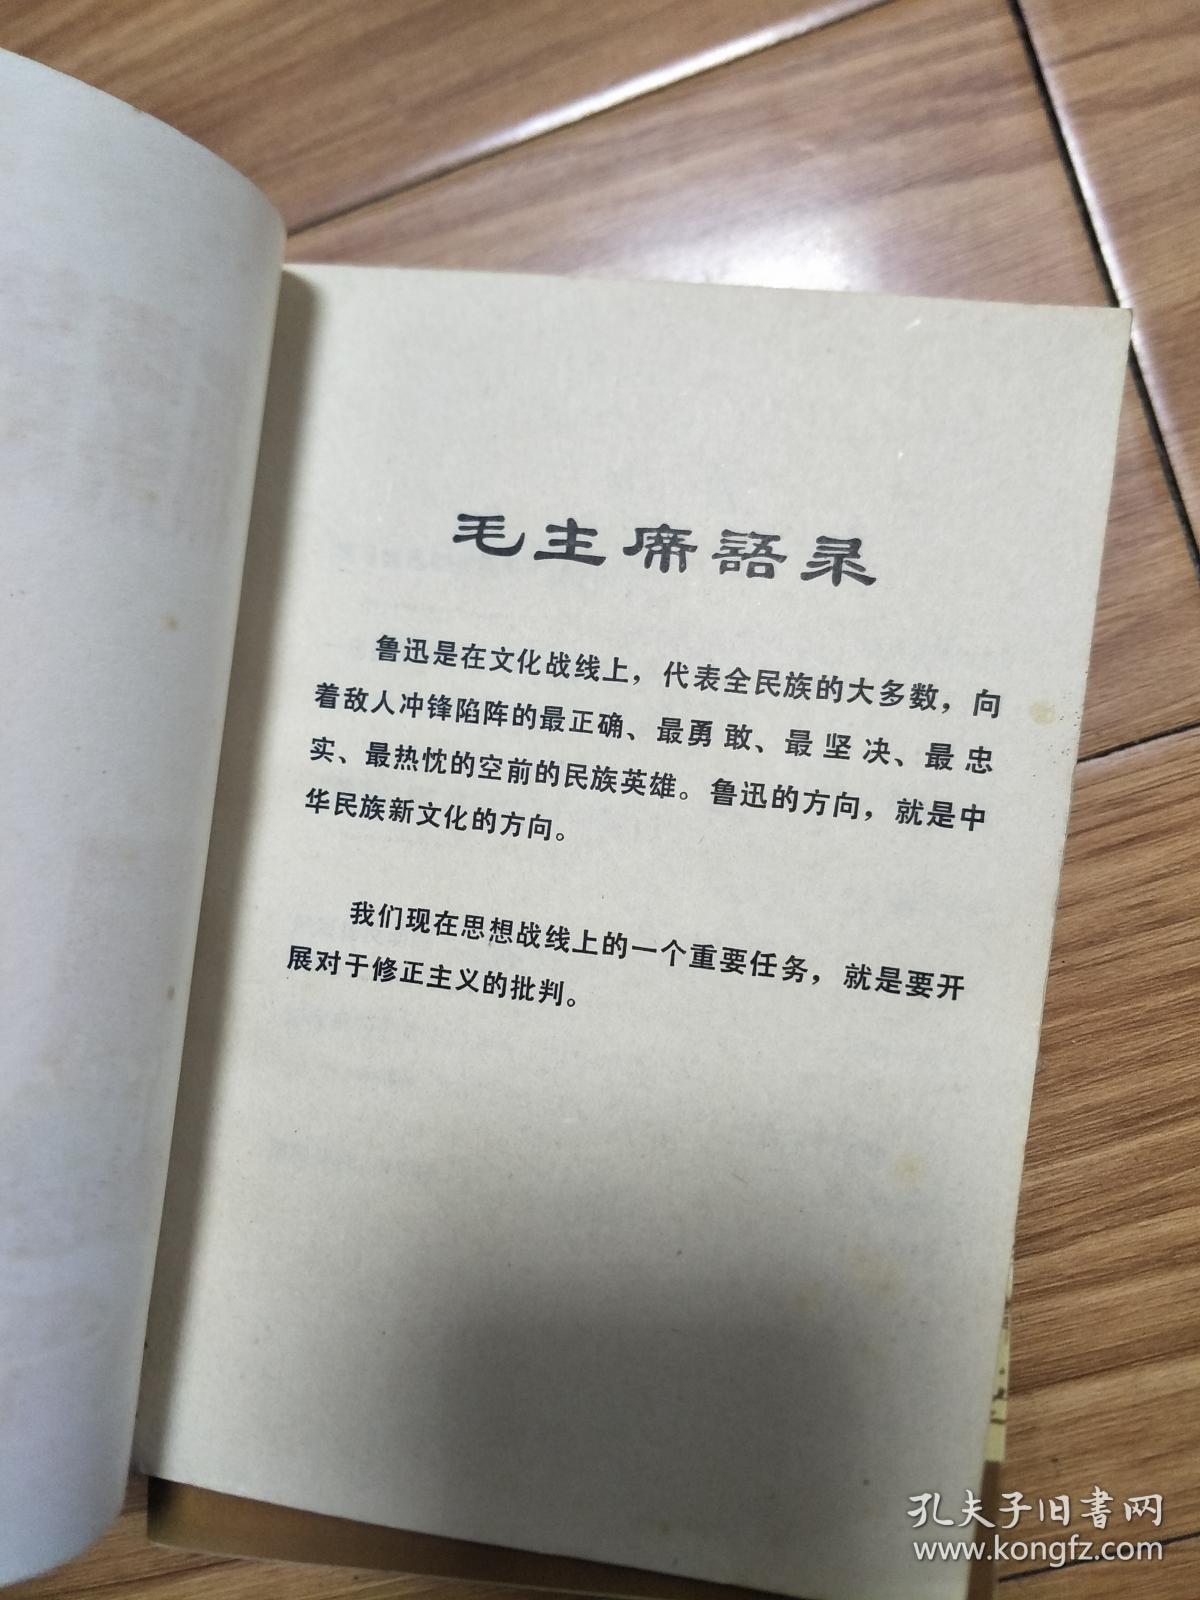 毛主席語录
鲁迅是在文化战线上，代表全民族的大多数，向
着敌人冲锋陷阵的最正确、最勇敢、最坚决、最忠
实、最热忱的空前的民族英雄。鲁迅的方向，就是中
华民族新文化的方向。
我们现在思想战线上的一个重要任务，就是要开
展对于修正主义的批判。
孔夫子旧書网
www.kongfz.com